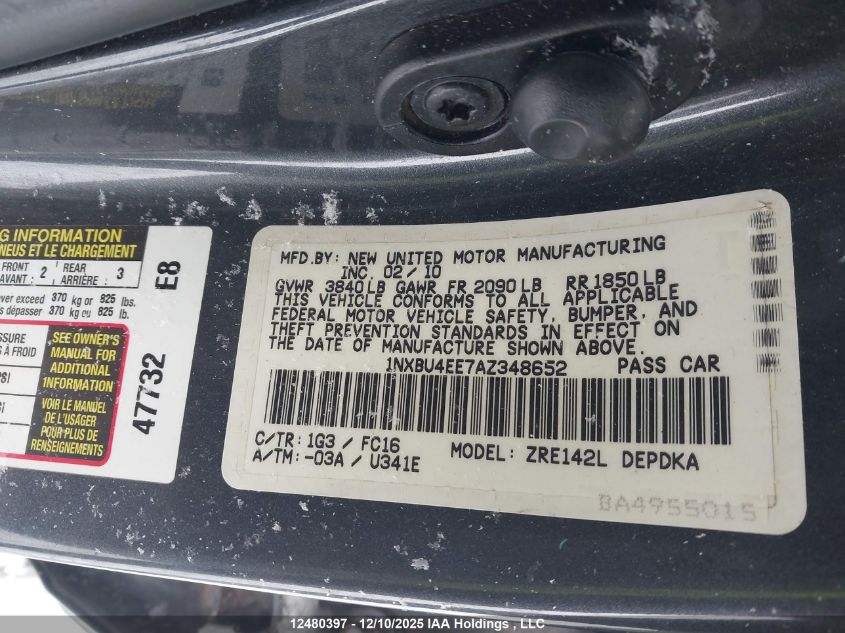 G INFORMATION
NEUS ET LE CHARGEMENT
FRONT 2 REAR 3
AVANT : ARRIÈRE :
ver exceed 370 kg or 825 lbs.
s dépasser 370 kg ou 825 lb.
SSURE
S À FROID
SEE OWNER'S
MANUAL FOR
ADDITIONAL
INFORMATION
VOIR LE MANUEL
DE L'USAGER
POUR PLUS DE
RENSEIGNEMENTS
47732 E8
MFD.BY: NEW UNITED MOTOR MANUFACTURING
INC. 02/10
GVWR 3840LB GAWR FR 2090LB RR 1850LB
THIS VEHICLE CONFORMS TO ALL APPLICABLE
FEDERAL MOTOR VEHICLE SAFETY, BUMPER, AND
THEFT PREVENTION STANDARDS IN EFFECT ON
THE DATE OF MANUFACTURE SHOWN ABOVE.
1NXBU4EE7AZ348652 PASS CAR
C/TR: 1G3 / FC16
A/TM: -03A / U341E
MODEL: ZRE142L DEPDKA
BA4955015
12480397 - 12/10/2025 IAA Holdings, LLC